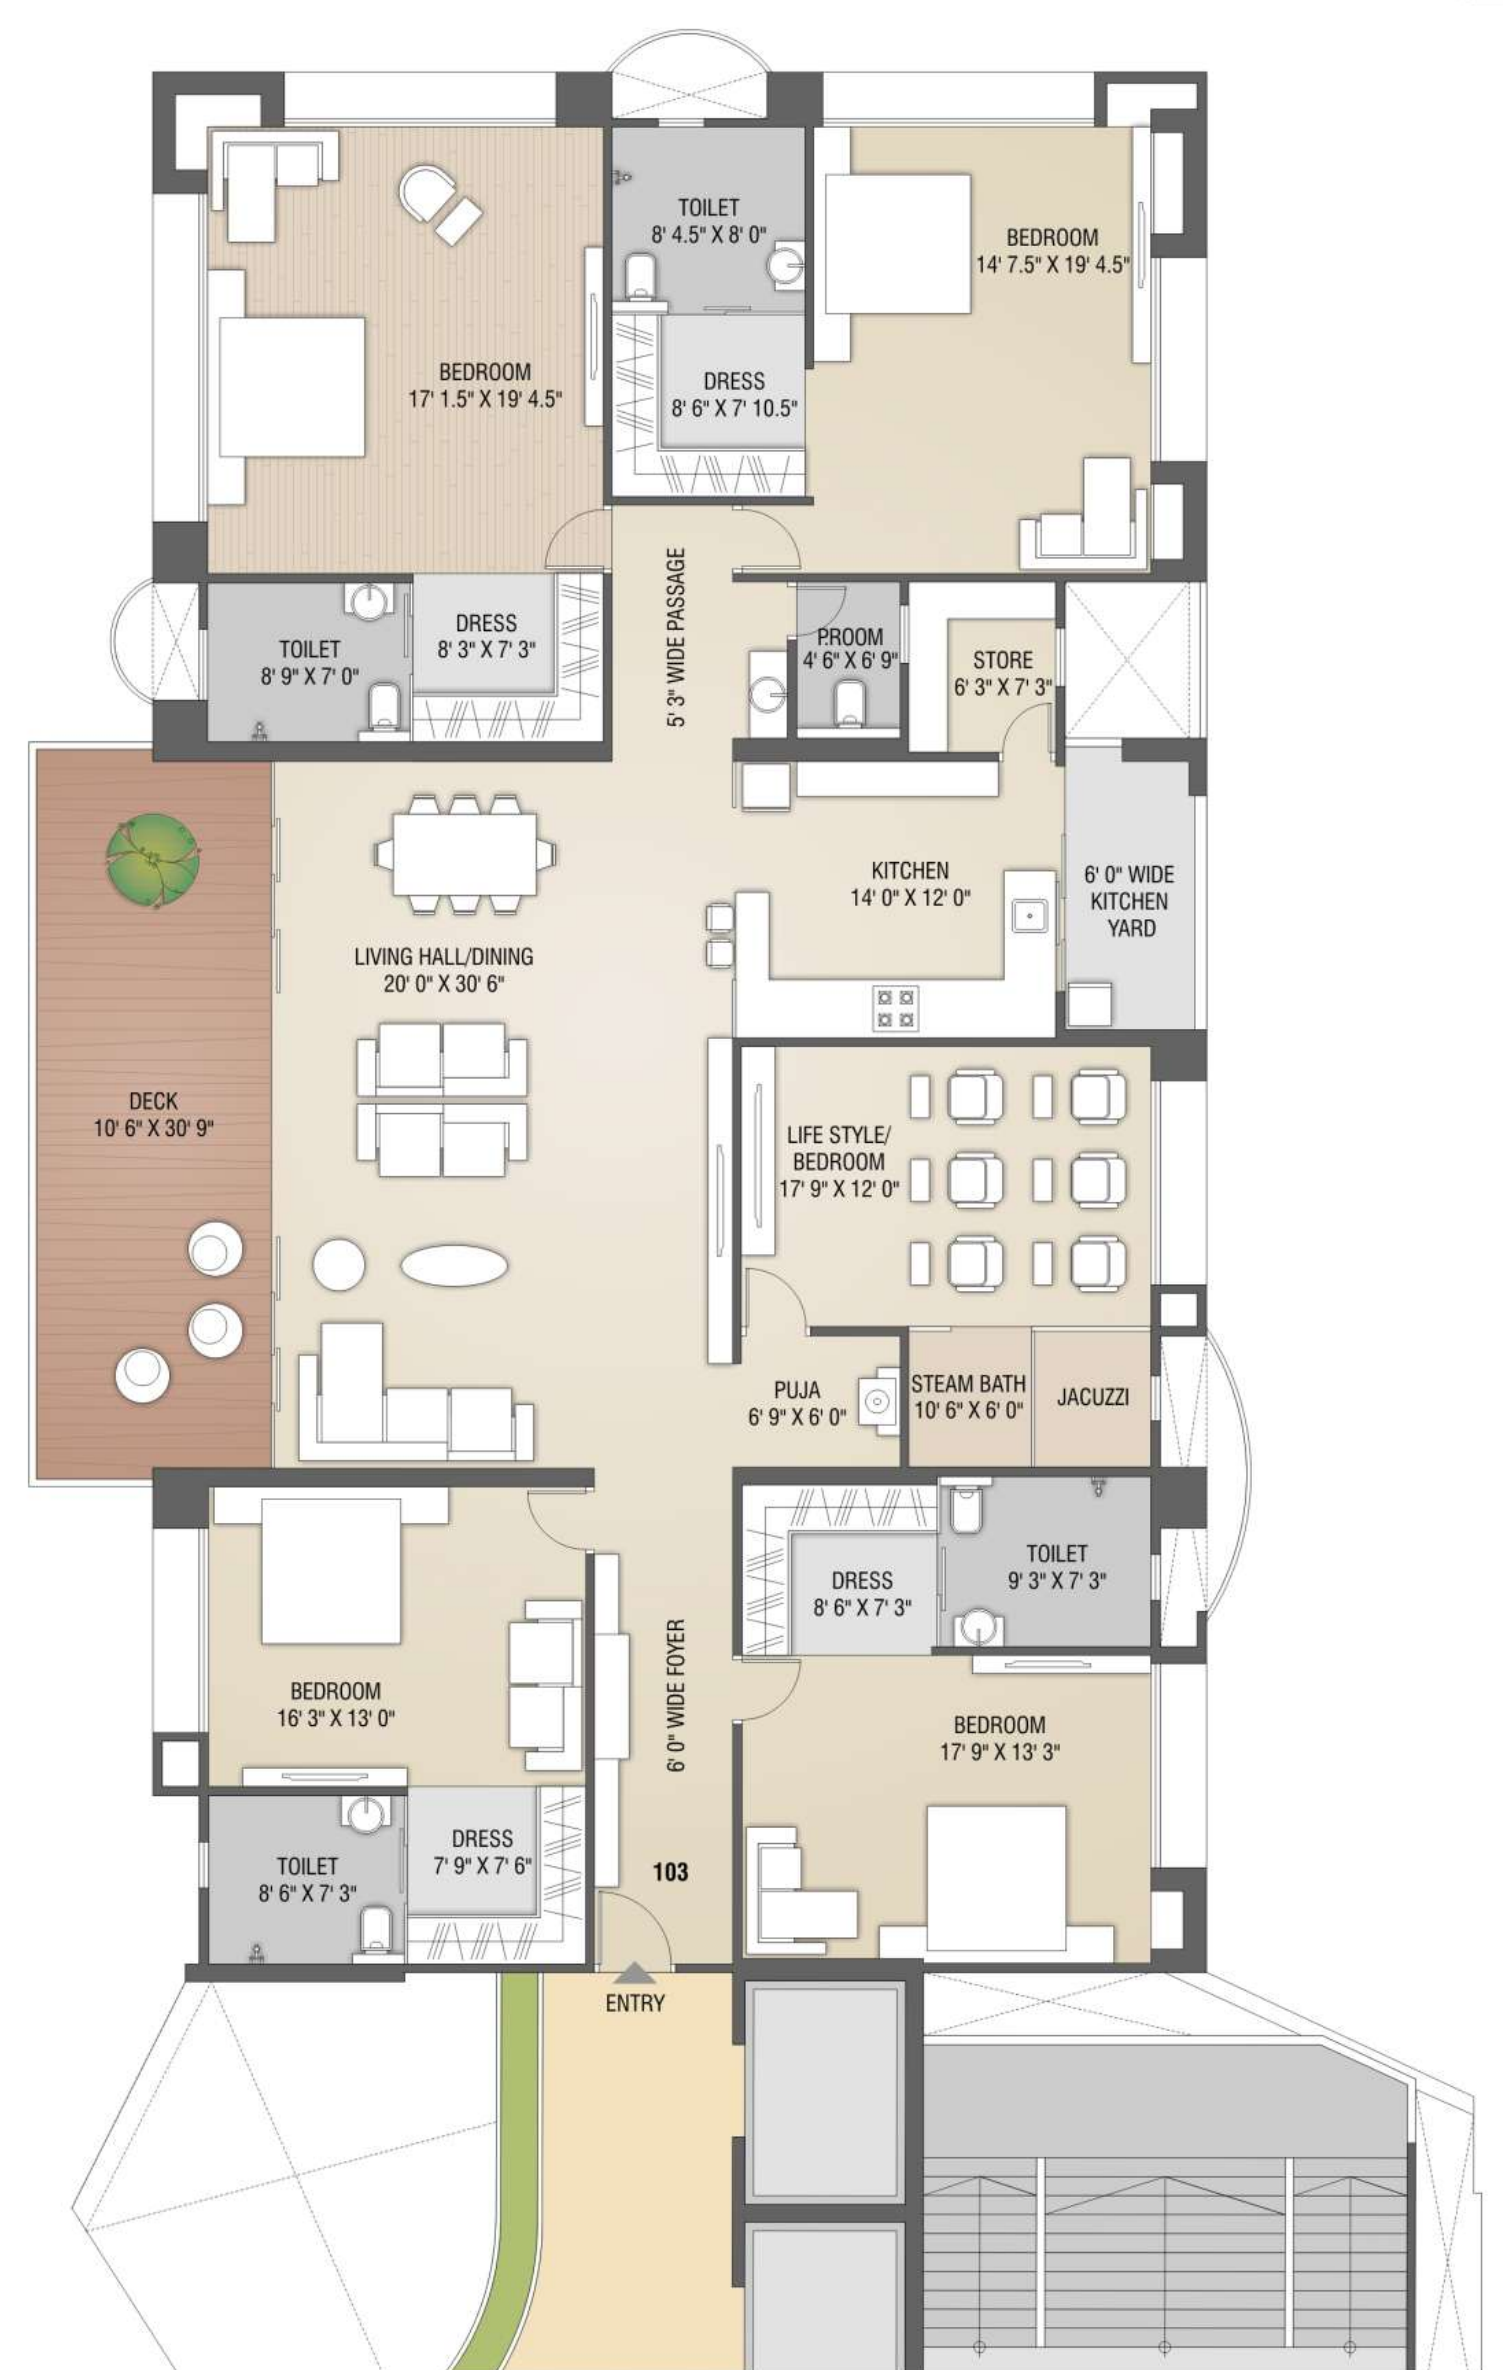 TOILET
8' 4.5" X 8' 0"
BEDROOM
14' 7.5" X 19' 4.5"
BEDROOM
17' 1.5" X 19' 4.5"
DRESS
8' 6" X 7' 10.5"
5' 3" WIDE PASSAGE
TOILET
8' 9" X 7' 0"
DRESS
8' 3" X 7' 3"
PROOM
4' 6" X 6' 9"
STORE
6' 3" X 7' 3"
KITCHEN
14' 0" X 12' 0"
6' 0" WIDE
KITCHEN
YARD
LIVING HALL/DINING
20' 0" X 30' 6"
DECK
10' 6" X 30' 9"
LIFE STYLE/
BEDROOM
17' 9" X 12' 0"
PUJA
6' 9" X 6' 0"
STEAM BATH
10' 6" X 6' 0"
JACUZZI
DRESS
8' 6" X 7' 3"
TOILET
9' 3" X 7' 3"
BEDROOM
16' 3" X 13' 0"
6' 0" WIDE FOYER
BEDROOM
17' 9" X 13' 3"
TOILET
8' 6" X 7' 3"
DRESS
7' 9" X 7' 6"
103
ENTRY